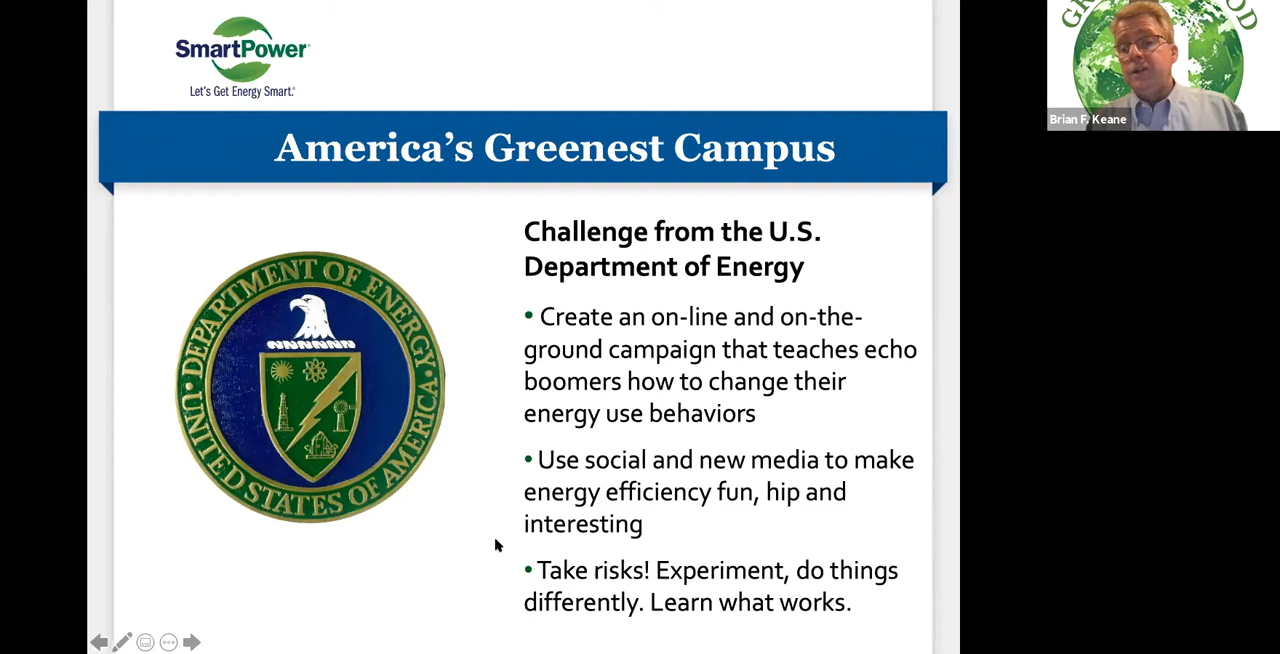 SmartPower
Let's Get Energy Smart.
America's Greenest Campus
DEPARTMENT OF ENERGY
UNITED STATES OF AMERICA
Challenge from the U.S.
Department of Energy
• Create an on-line and on-the-
ground campaign that teaches echo
boomers how to change their
energy use behaviors
• Use social and new media to make
energy efficiency fun, hip and
interesting
• Take risks! Experiment, do things
differently. Learn what works.
Brian F. Keane